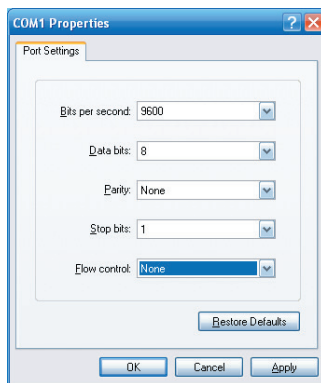 COM1 Properties
Port Settings
Bits per second: 9600
Data bits: 8
Parity: None
Stop bits: 1
Flow control: None
Restore Defaults
OK Cancel Apply